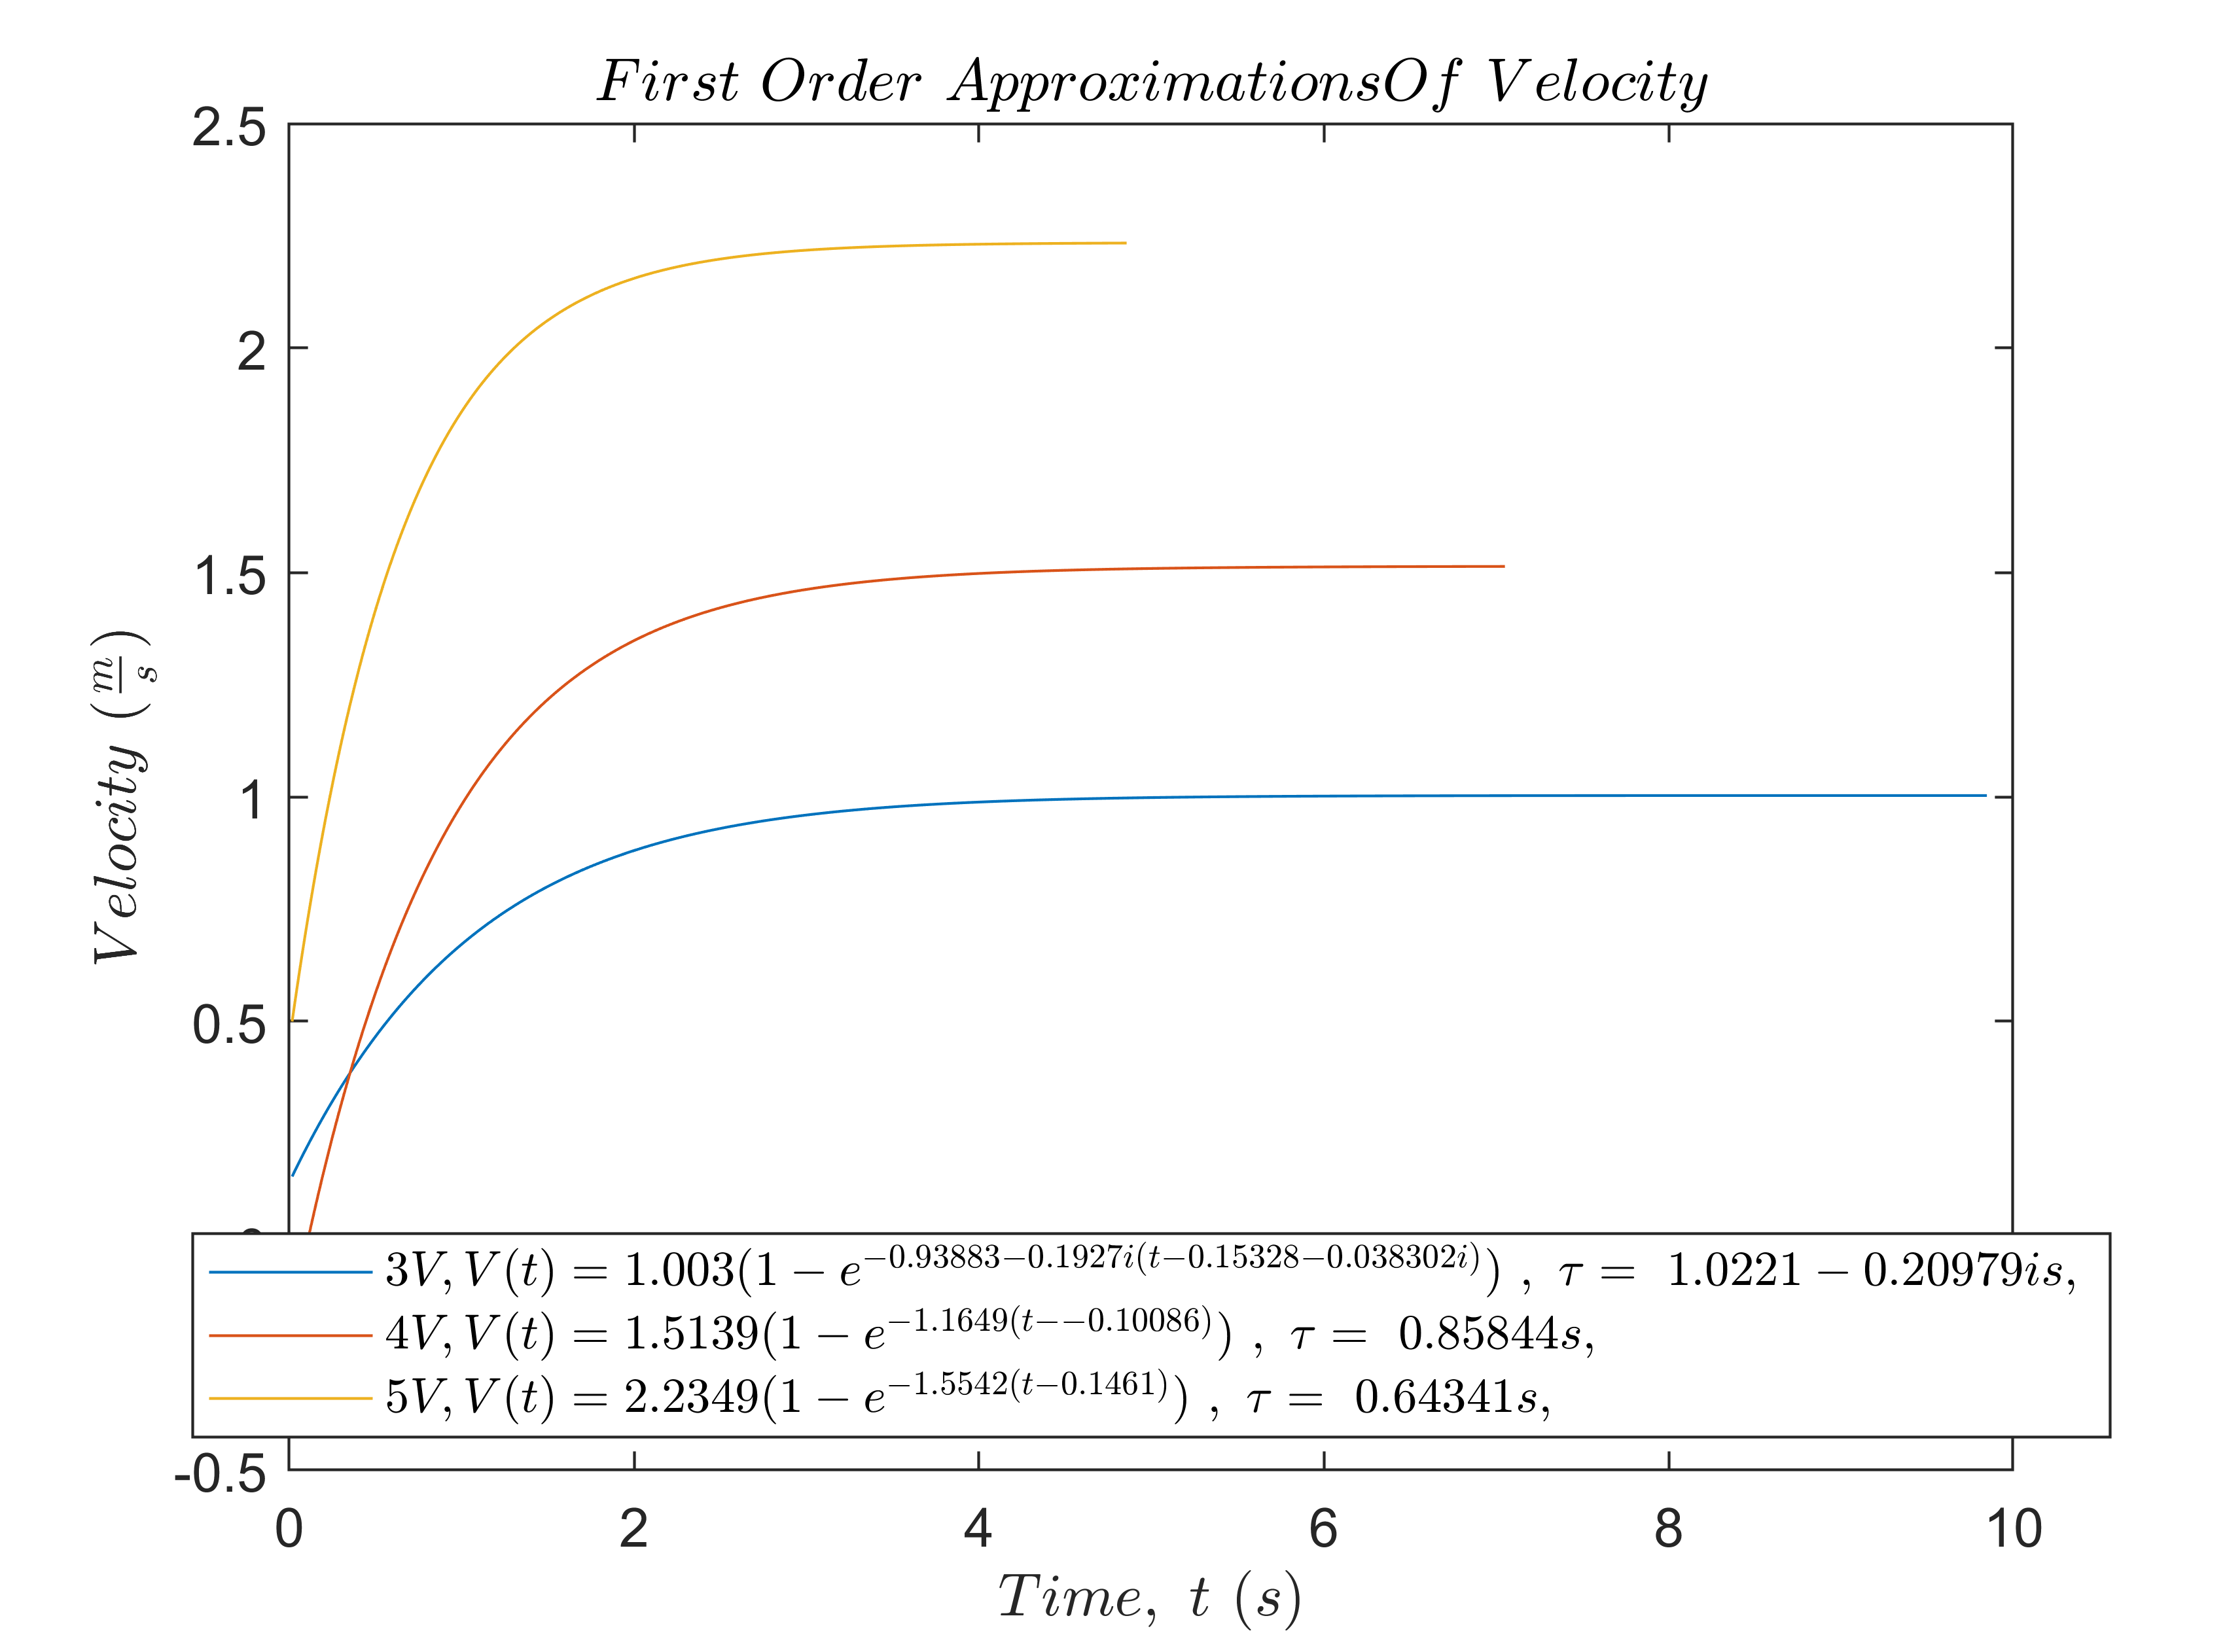 First Order ApproximationsOf Velocity
2.5
2
1.5
1
0.5
-0.5
Velocity (m/s)
3V, V(t) = 1.003(1 − e^{−0.93883−0.1927i(t−0.15328−0.038302i)}) , τ = 1.0221 − 0.20979is,
4V, V(t) = 1.5139(1 − e^{−1.1649(t−−0.10086)}) , τ = 0.85844s,
5V, V(t) = 2.2349(1 − e^{−1.5542(t−0.1461)}) , τ = 0.64341s,
0 2 4 6 8 10
Time, t (s)